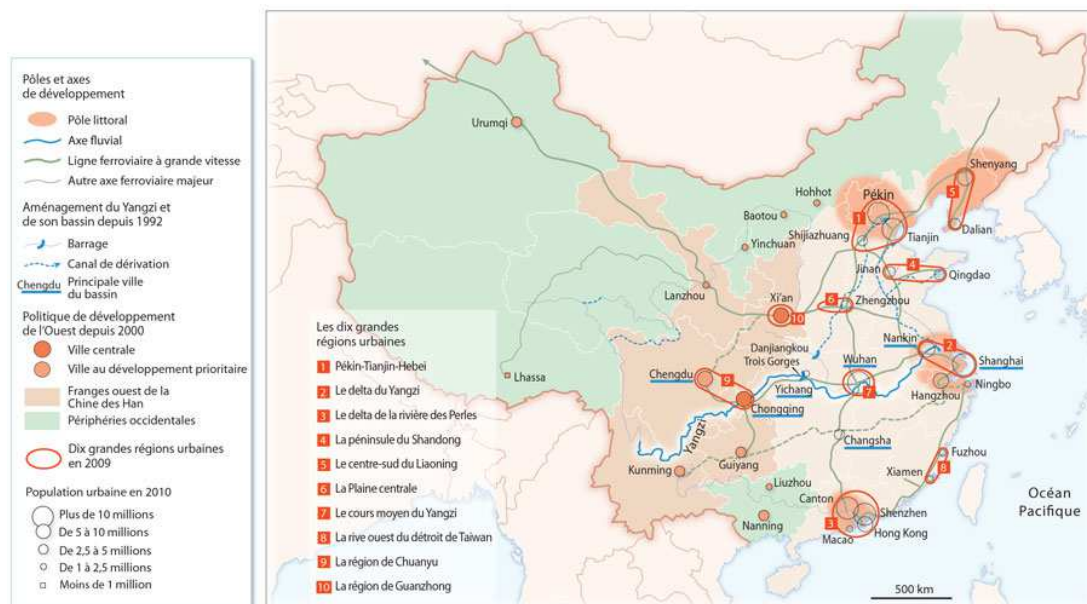 Pôles et axes
de développement
Pôle littoral
Axe fluvial
Ligne ferroviaire à grande vitesse
Autre axe ferroviaire majeur
Aménagement du Yangzi et
de son bassin depuis 1992
Barrage
Canal de dérivation
Chengdu Principale ville
du bassin
Politique de développement
de l'Ouest depuis 2000
Ville centrale
Ville au développement prioritaire
Franges ouest de la
Chine des Han
Périphéries occidentales
Dix grandes régions urbaines
en 2009
Population urbaine en 2010
Plus de 10 millions
De 5 à 10 millions
De 2,5 à 5 millions
De 1 à 2,5 millions
Moins de 1 million
Les dix grandes
régions urbaines
1 Pékin-Tianjin-Hebei
2 Le delta du Yangzi
3 Le delta de la rivière des Perles
4 La péninsule du Shandong
5 Le centre-sud du Liaoning
6 La Plaine centrale
7 Le cours moyen du Yangzi
8 La rive ouest du détroit de Taiwan
9 La région de Chuanyu
10 La région de Guanzhong
Urumqi
Shenyang
5
Hohhot
Pékin
Baotou
1
Shijiazhuang
Dalian
Tianjin
Yinchuan
Jinan
4
Qingdao
Lanzhou
Xi'an
6
Zhengzhou
10
Nankin
2
Danjiangkou
Trois Gorges
Wuhan
Shanghai
Lhassa
Chengdu
9
Yichang
Ningbo
7
Hangzhou
Chongqing
Yangzi
Changsha
Kunming
Guiyang
Fuzhou
Xiamen
8
Liuzhou
Canton
Océan
Pacifique
Nanning
Shenzhen
3
Hong Kong
Macao
500 km